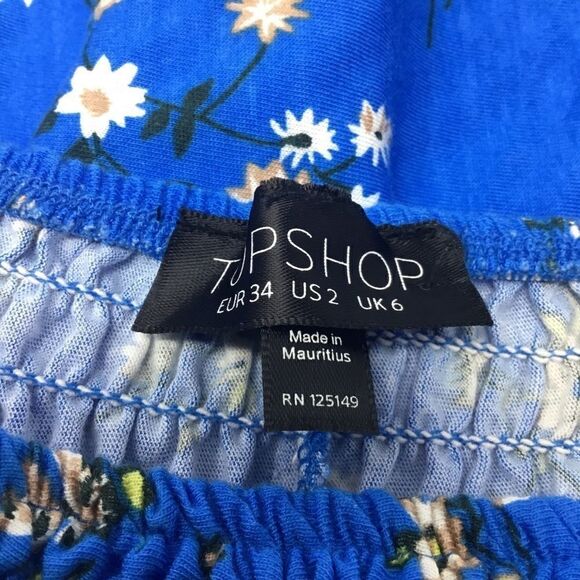 TOPSHOP
EUR 34 US 2 UK 6
Made in
Mauritius
RN 125149